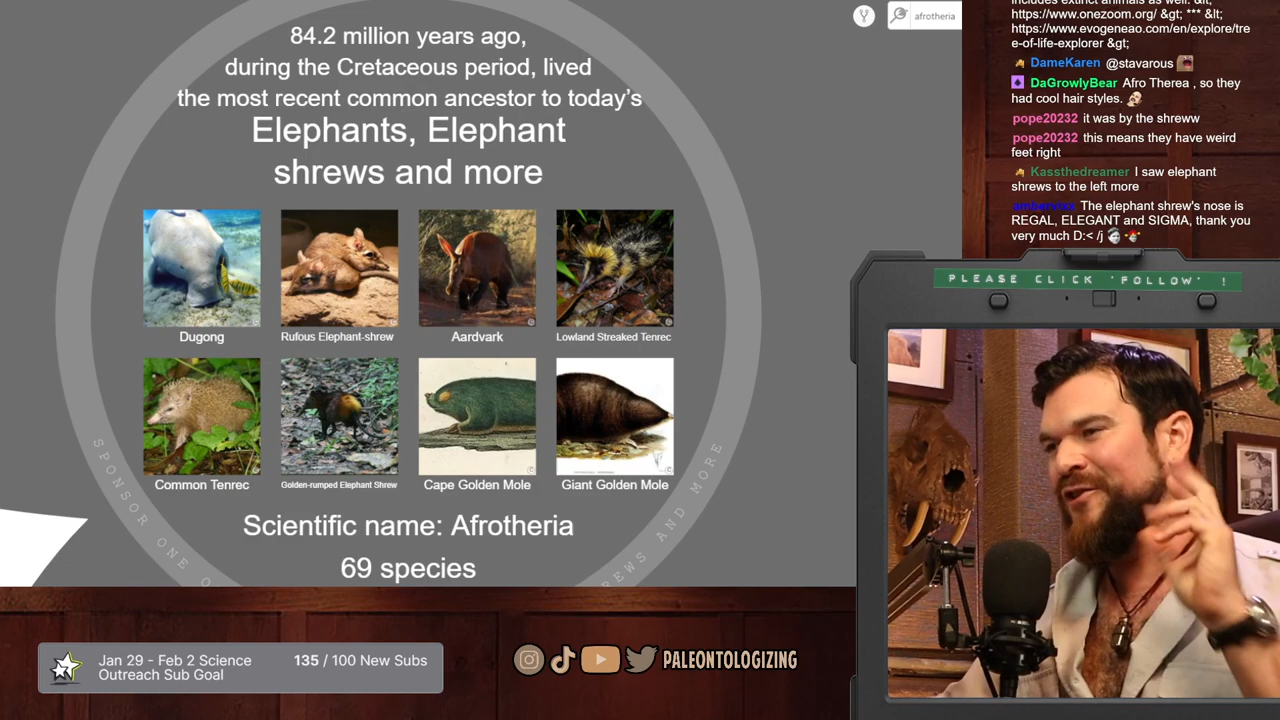 84.2 million years ago,
during the Cretaceous period, lived
the most recent common ancestor to today's
Elephants, Elephant
shrews and more
Dugong
Rufous Elephant-shrew
Aardvark
Lowland Streaked Tenrec
Common Tenrec
Golden-rumped Elephant Shrew
Cape Golden Mole
Giant Golden Mole
Scientific name: Afrotheria
69 species
SPONSOR ONE O
EWS AND MORE
afrotheria
https://www.onezoom.org/ &gt; *** &lt;
https://www.evogeneao.com/en/explore/tre
e-of-life-explorer &gt;
DameKaren @stavarous
DaGrowlyBear Afro Therea , so they
had cool hair styles.
pope20232 it was by the shreww
pope20232 this means they have weird
feet right
Kassthedreamer I saw elephant
shrews to the left more
The elephant shrew's nose is
REGAL, ELEGANT and SIGMA, thank you
very much D:< /j
PLEASE CLICK 'FOLLOW' !
Jan 29 - Feb 2 Science
Outreach Sub Goal
135 / 100 New Subs
PALEONTOLOGIZING